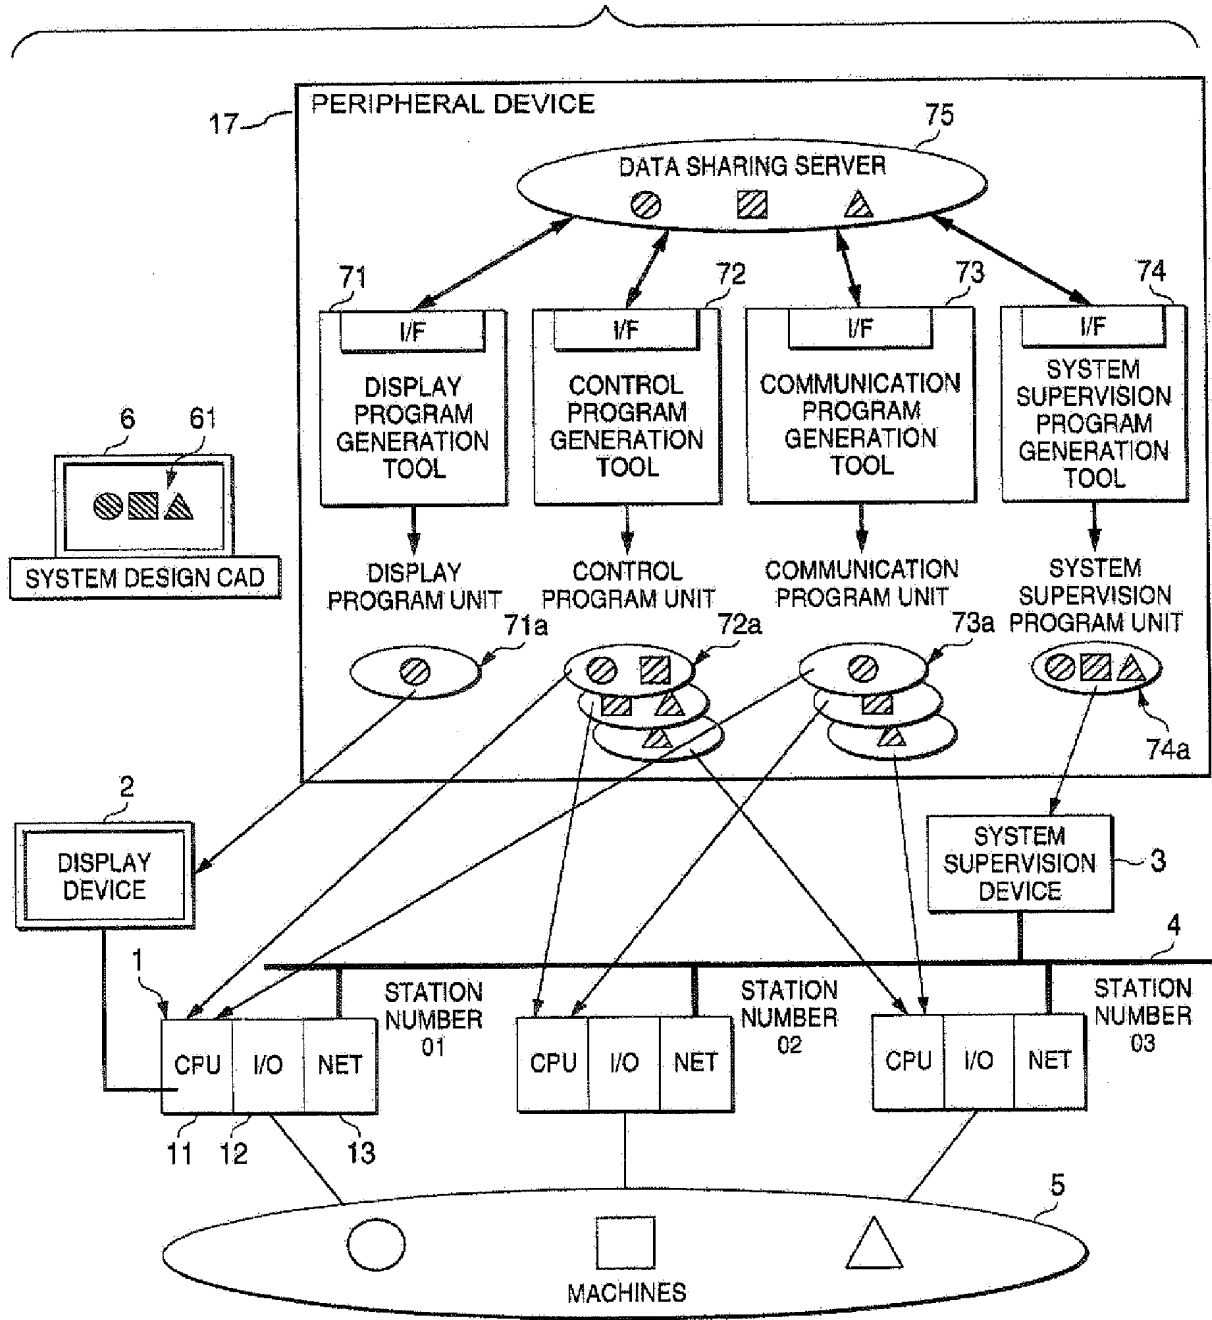 PERIPHERAL DEVICE
17
75
DATA SHARING SERVER
71
72
73
74
I/F
I/F
I/F
I/F
DISPLAY
PROGRAM
GENERATION
TOOL
CONTROL
PROGRAM
GENERATION
TOOL
COMMUNICATION
PROGRAM
GENERATION
TOOL
SYSTEM
SUPERVISION
PROGRAM
GENERATION
TOOL
6
61
SYSTEM DESIGN CAD
DISPLAY
PROGRAM UNIT
CONTROL
PROGRAM UNIT
COMMUNICATION
PROGRAM UNIT
SYSTEM
SUPERVISION
PROGRAM UNIT
71a
72a
73a
74a
2
DISPLAY
DEVICE
SYSTEM
SUPERVISION
DEVICE
3
4
1
STATION
NUMBER
01
STATION
NUMBER
02
STATION
NUMBER
03
CPU
I/O
NET
CPU
I/O
NET
CPU
I/O
NET
11
12
13
5
MACHINES